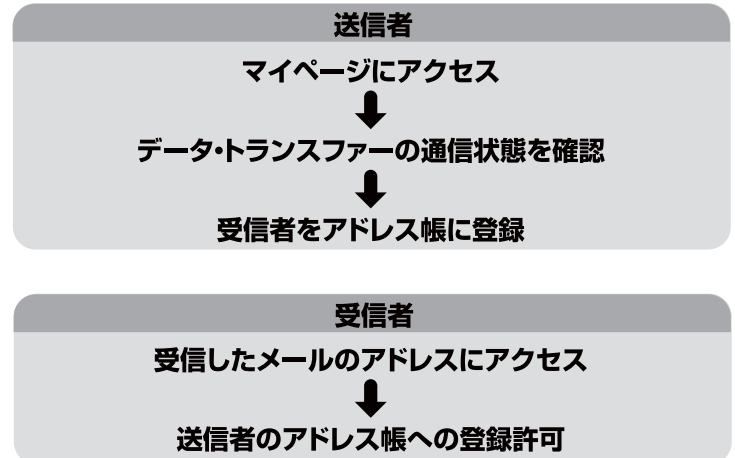 送信者
マイページにアクセス
データ・トランスファーの通信状態を確認
受信者をアドレス帳に登録
受信者
受信したメールのアドレスにアクセス
送信者のアドレス帳への登録許可